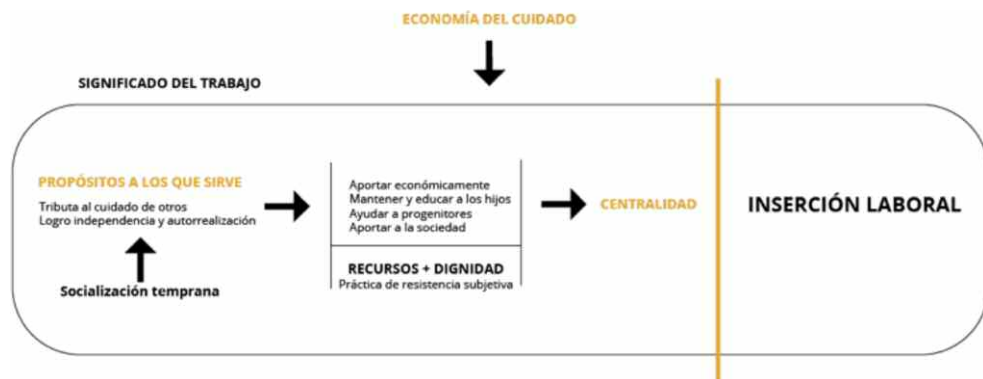 ECONOMÍA DEL CUIDADO
SIGNIFICADO DEL TRABAJO
PROPÓSITOS A LOS QUE SIRVE
Tributa al cuidado de otros
Logro independencia y autorrealización
Socialización temprana
Aportar económicamente
Mantener y educar a los hijos
Ayudar a progenitores
Aportar a la sociedad
RECURSOS + DIGNIDAD
Práctica de resistencia subjetiva
CENTRALIDAD
INSERCIÓN LABORAL